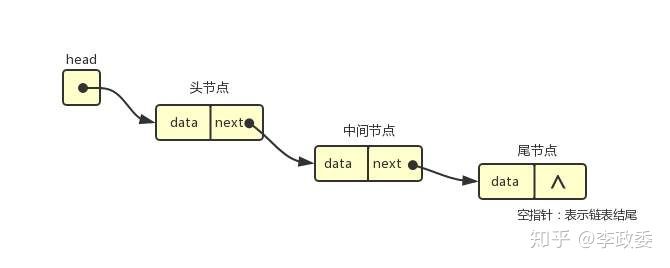 head
头节点
data next
中间节点
data next
尾节点
data ∧
空指针：表示链表结尾
知乎 @李政委